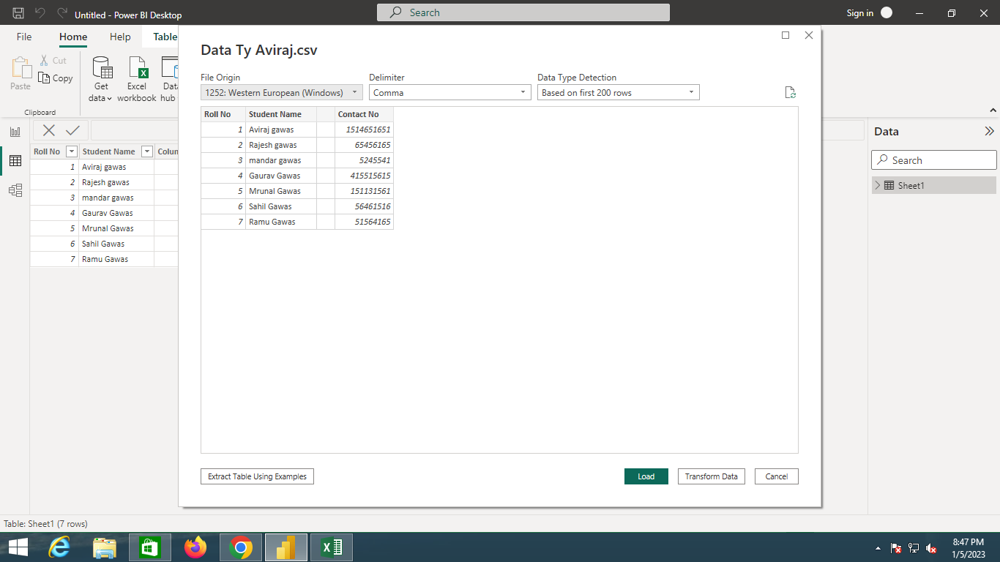 Untitled - Power BI Desktop
Search
Sign in
File
Home
Help
Table
Paste
Cut
Copy
Clipboard
Get data
Excel workbook
Data hub
Data Ty Aviraj.csv
File Origin
Delimiter
Data Type Detection
1252: Western European (Windows)
Comma
Based on first 200 rows
Roll No Student Name Contact No
1 Aviraj gawas 1514651651
2 Rajesh gawas 65456165
3 mandar gawas 5245541
4 Gaurav Gawas 415515615
5 Mrunal Gawas 151131561
6 Sahil Gawas 56461516
7 Ramu Gawas 51564165
Extract Table Using Examples
Load
Transform Data
Cancel
Roll No Student Name Colun
1 Aviraj gawas
2 Rajesh gawas
3 mandar gawas
4 Gaurav Gawas
5 Mrunal Gawas
6 Sahil Gawas
7 Ramu Gawas
Data
Search
Sheet1
Table: Sheet1 (7 rows)
8:47 PM
1/5/2023